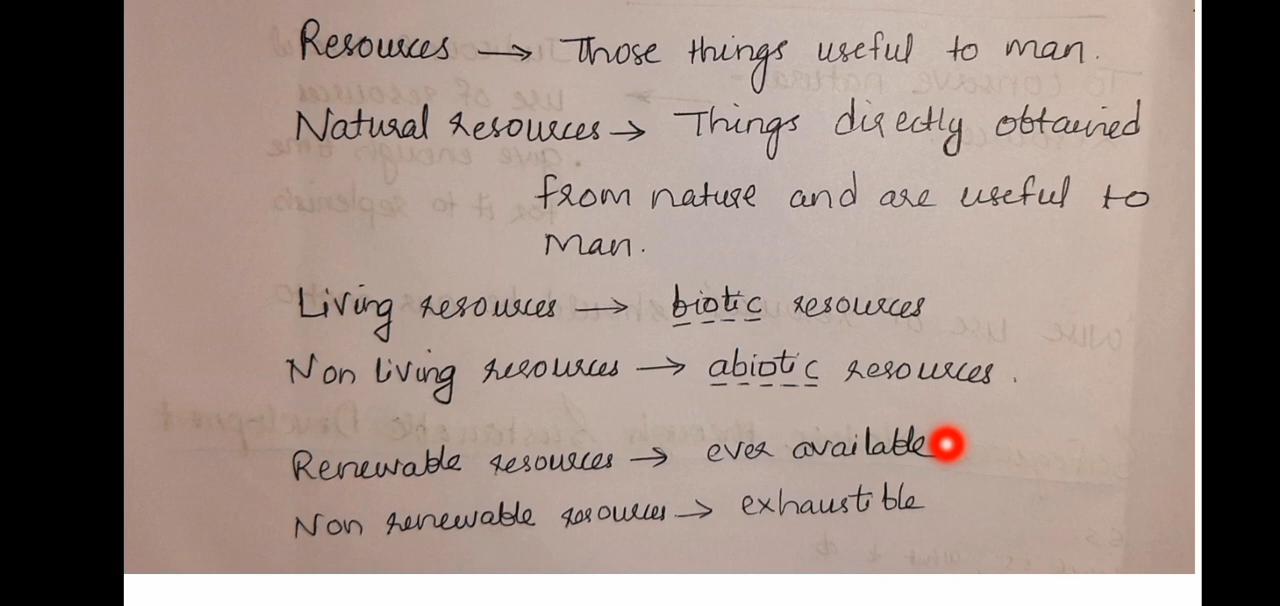 Resources → Those things useful to man.
Natural resources → Things directly obtained
from nature and are useful to
Man.
Living resources → biotic resources
Non living resources → abiotic resources.
Renewable resources → ever available
Non renewable resources → exhaustible